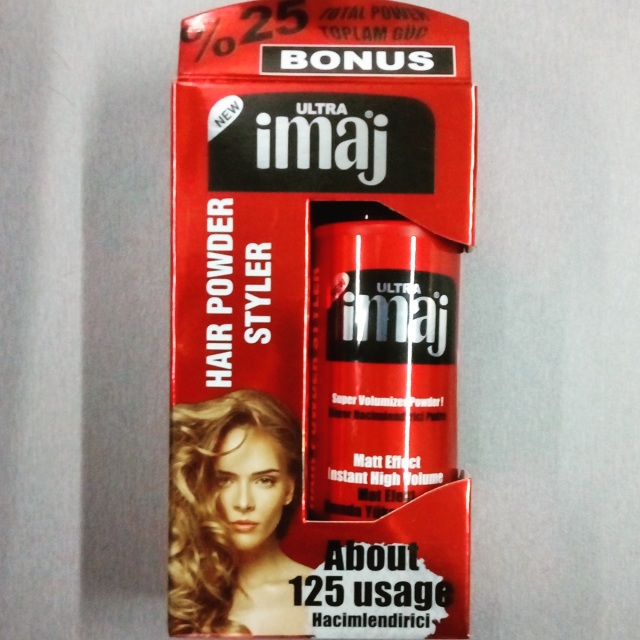 %25 TOTAL POWER
TOPLAM GÜÇ
BONUS
NEW
ULTRA
imaj
HAIR POWDER
STYLER
ULTRA
imaj
Super Volumizer Powder !
Matt Effect
Instant High Volume
Mat
About
125 usage
Hacimlendirici